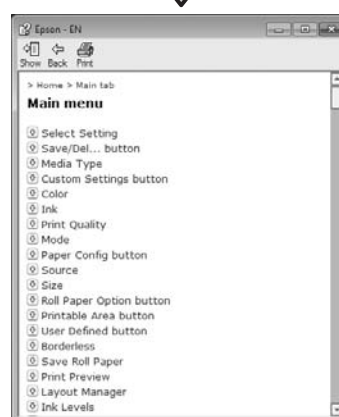 Epson - EN
Show Back Print
> Home > Main tab
Main menu
Select Setting
Save/Del... button
Media Type
Custom Settings button
Color
Ink
Print Quality
Mode
Paper Config button
Source
Size
Roll Paper Option button
Printable Area button
User Defined button
Borderless
Save Roll Paper
Print Preview
Layout Manager
Ink Levels